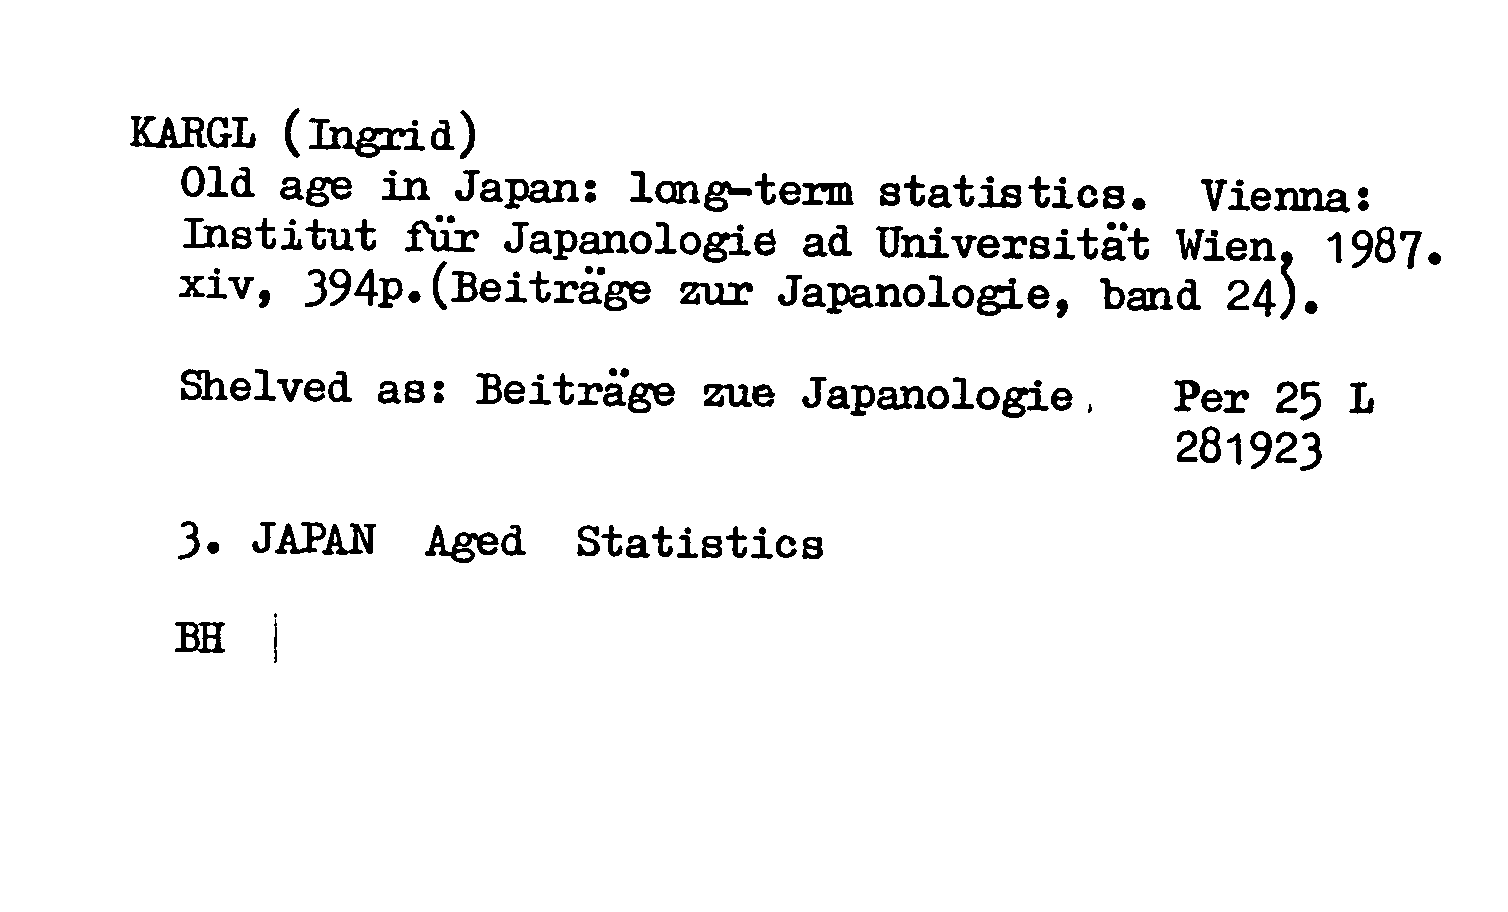 KARGL (Ingrid)
Old age in Japan: long-term statistics. Vienna:
Institut für Japanologie ad Universität Wien, 1987.
xiv, 394p.(Beiträge zur Japanologie, band 24).
Shelved as: Beiträge zue Japanologie, Per 25 L
281923
3. JAPAN Aged Statistics
BH